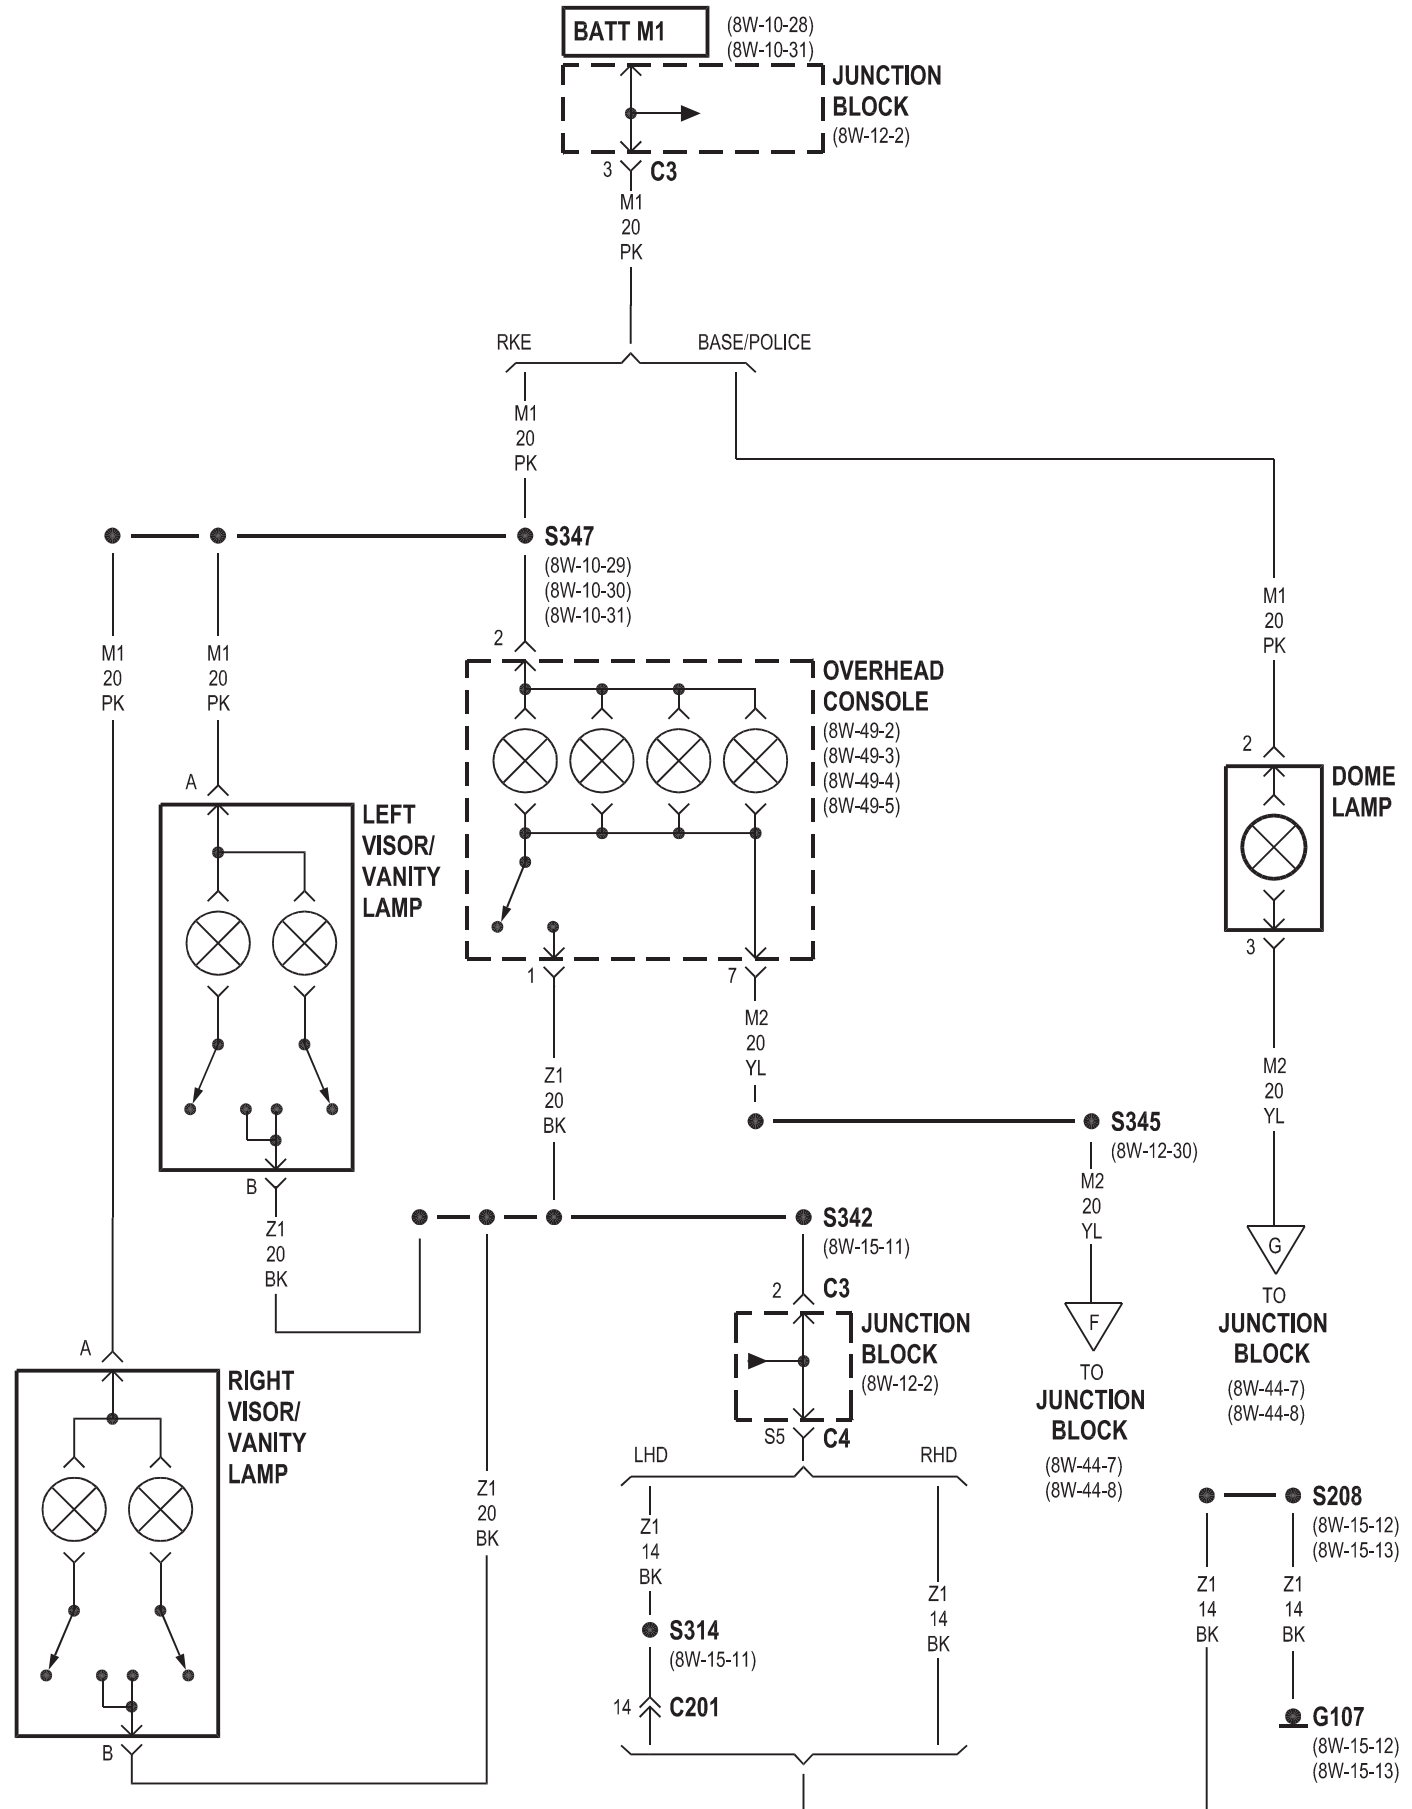 BATT M1
(8W-10-28)
(8W-10-31)
JUNCTION
BLOCK
(8W-12-2)
3
C3
M1
20
PK
RKE
BASE/POLICE
M1
20
PK
S347
(8W-10-29)
(8W-10-30)
(8W-10-31)
M1
20
PK
M1
20
PK
M1
20
PK
2
OVERHEAD
CONSOLE
(8W-49-2)
(8W-49-3)
(8W-49-4)
(8W-49-5)
2
DOME
LAMP
A
LEFT
VISOR/
VANITY
LAMP
3
1
7
M2
20
YL
Z1
20
BK
M2
20
YL
S345
(8W-12-30)
M2
20
YL
B
Z1
20
BK
S342
(8W-15-11)
G
TO
JUNCTION
BLOCK
(8W-44-7)
(8W-44-8)
2
C3
JUNCTION
BLOCK
(8W-12-2)
S5
C4
F
TO
JUNCTION
BLOCK
(8W-44-7)
(8W-44-8)
A
RIGHT
VISOR/
VANITY
LAMP
LHD
RHD
Z1
20
BK
Z1
14
BK
Z1
14
BK
S208
(8W-15-12)
(8W-15-13)
Z1
14
BK
Z1
14
BK
S314
(8W-15-11)
14
C201
G107
(8W-15-12)
(8W-15-13)
B